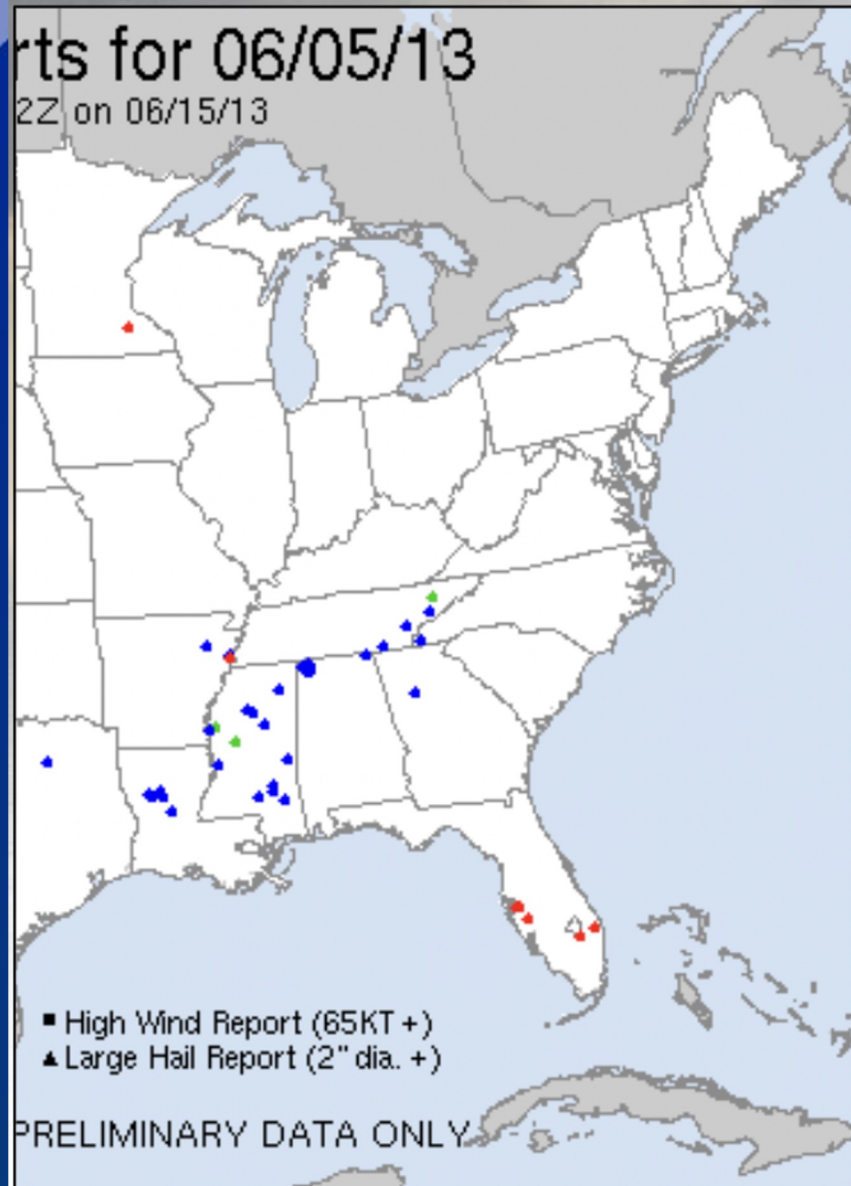 rts for 06/05/13
2Z on 06/15/13
High Wind Report (65KT +)
Large Hail Report (2" dia. +)
PRELIMINARY DATA ONLY